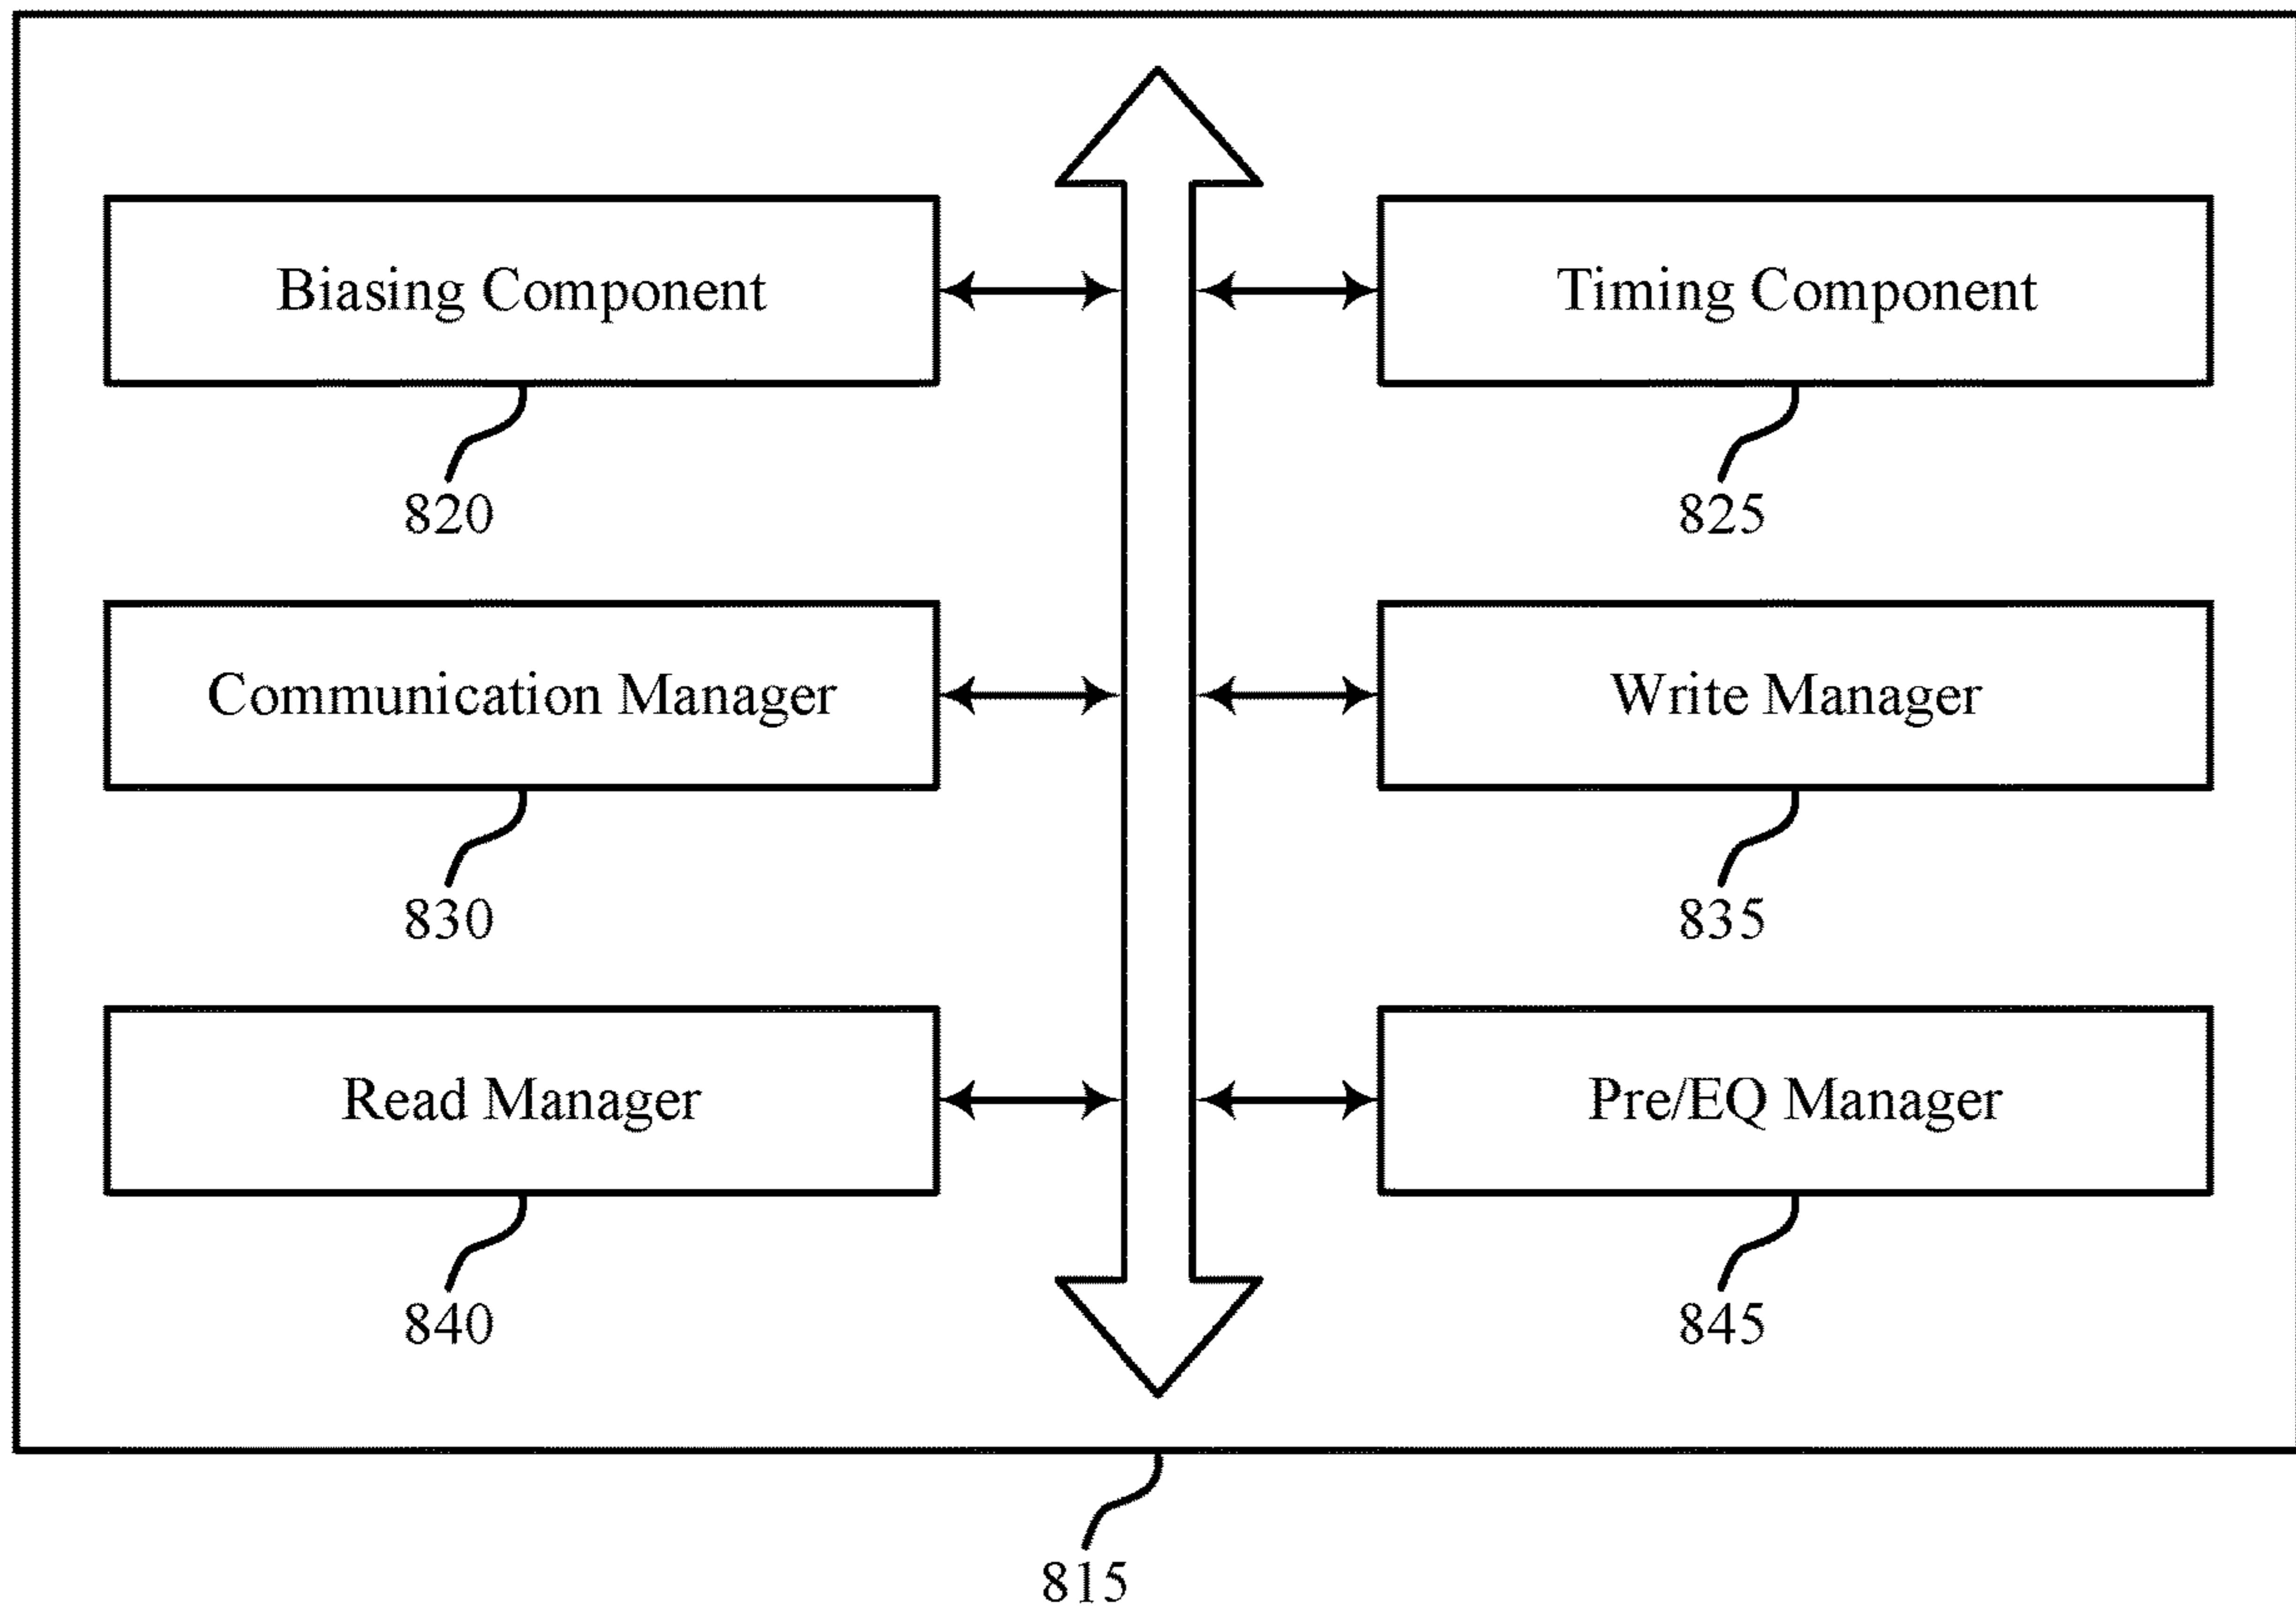 Biasing Component
Timing Component
820
825
Communication Manager
Write Manager
830
835
Read Manager
Pre/EQ Manager
840
845
815